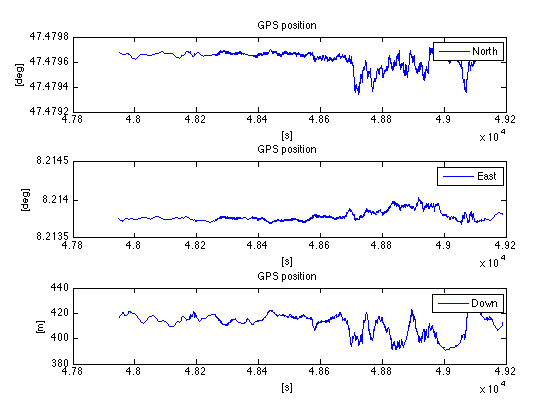 GPS position
47.4798
47.4796
47.4794
47.4792
[deg]
North
4.78 4.8 4.82 4.84 4.86 4.88 4.9 4.92
[s]
x 10^4
GPS position
8.2145
8.214
8.2135
[deg]
East
4.78 4.8 4.82 4.84 4.86 4.88 4.9 4.92
[s]
x 10^4
GPS position
440
420
400
380
[m]
Down
4.78 4.8 4.82 4.84 4.86 4.88 4.9 4.92
[s]
x 10^4